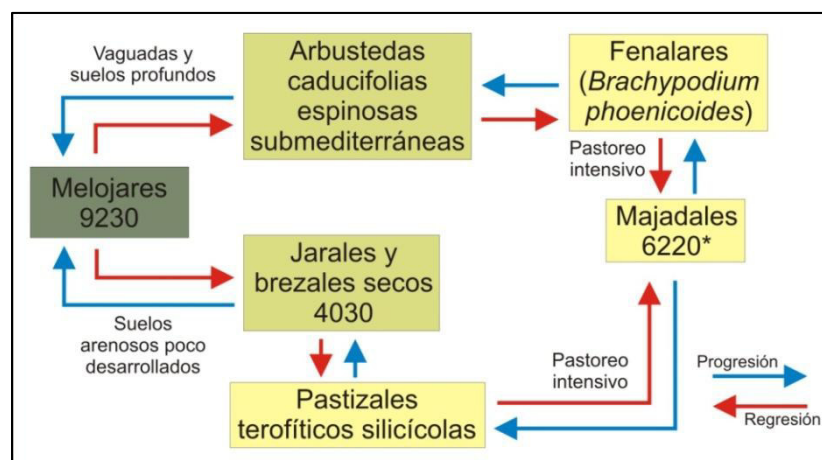 Vaguadas y
suelos profundos
Arbustedas
caducifolias
espinosas
submediterráneas
Fenalares
(Brachypodium
phoenicoides)
Pastoreo
intensivo
Melojares
9230
Majadales
6220*
Jarales y
brezales secos
4030
Suelos
arenosos poco
desarrollados
Pastoreo
intensivo
Progresión
Regresión
Pastizales
terofíticos silicícolas